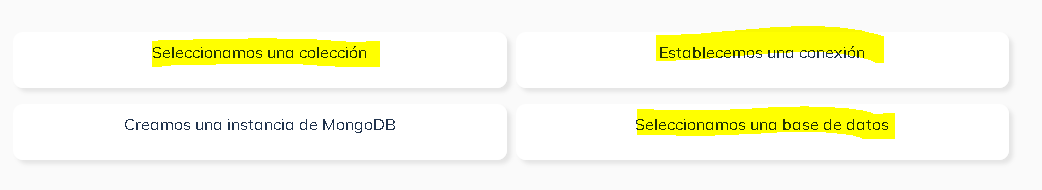 Seleccionamos una colección
Establecemos una conexión
Creamos una instancia de MongoDB
Seleccionamos una base de datos